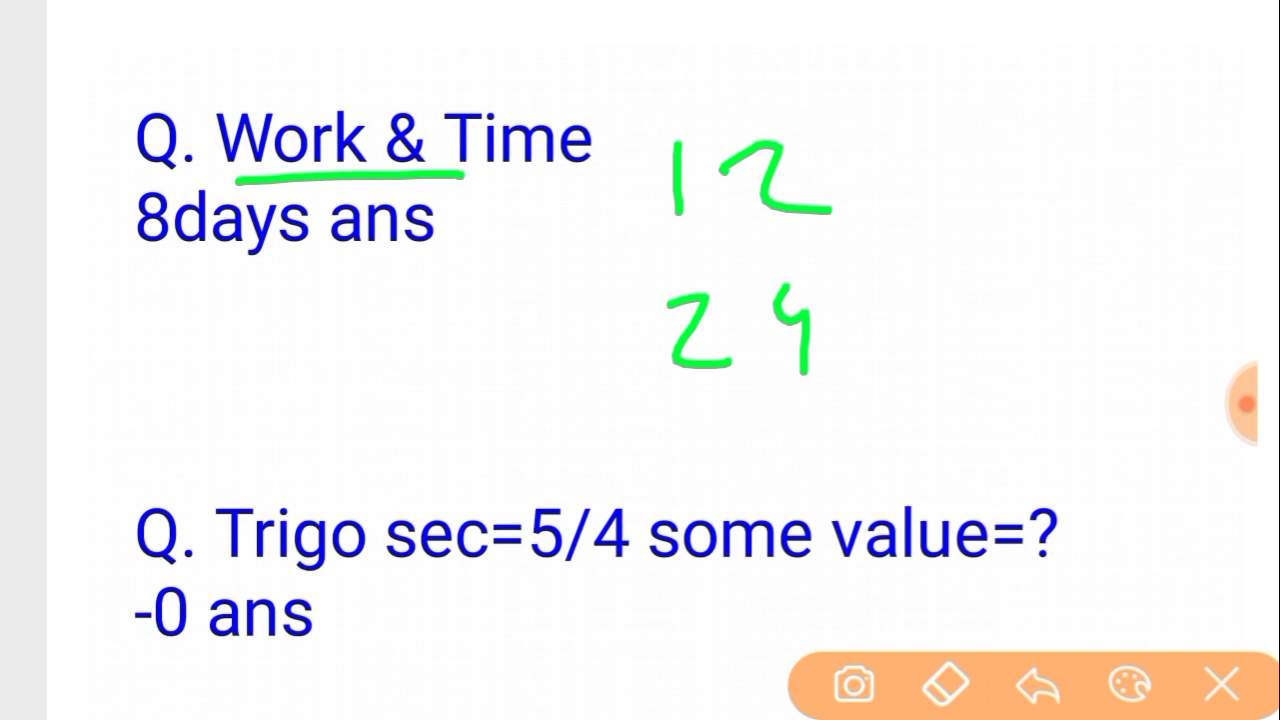 Q. Work & Time
8days ans
12
24
Q. Trigo sec=5/4 some value=?
-0 ans